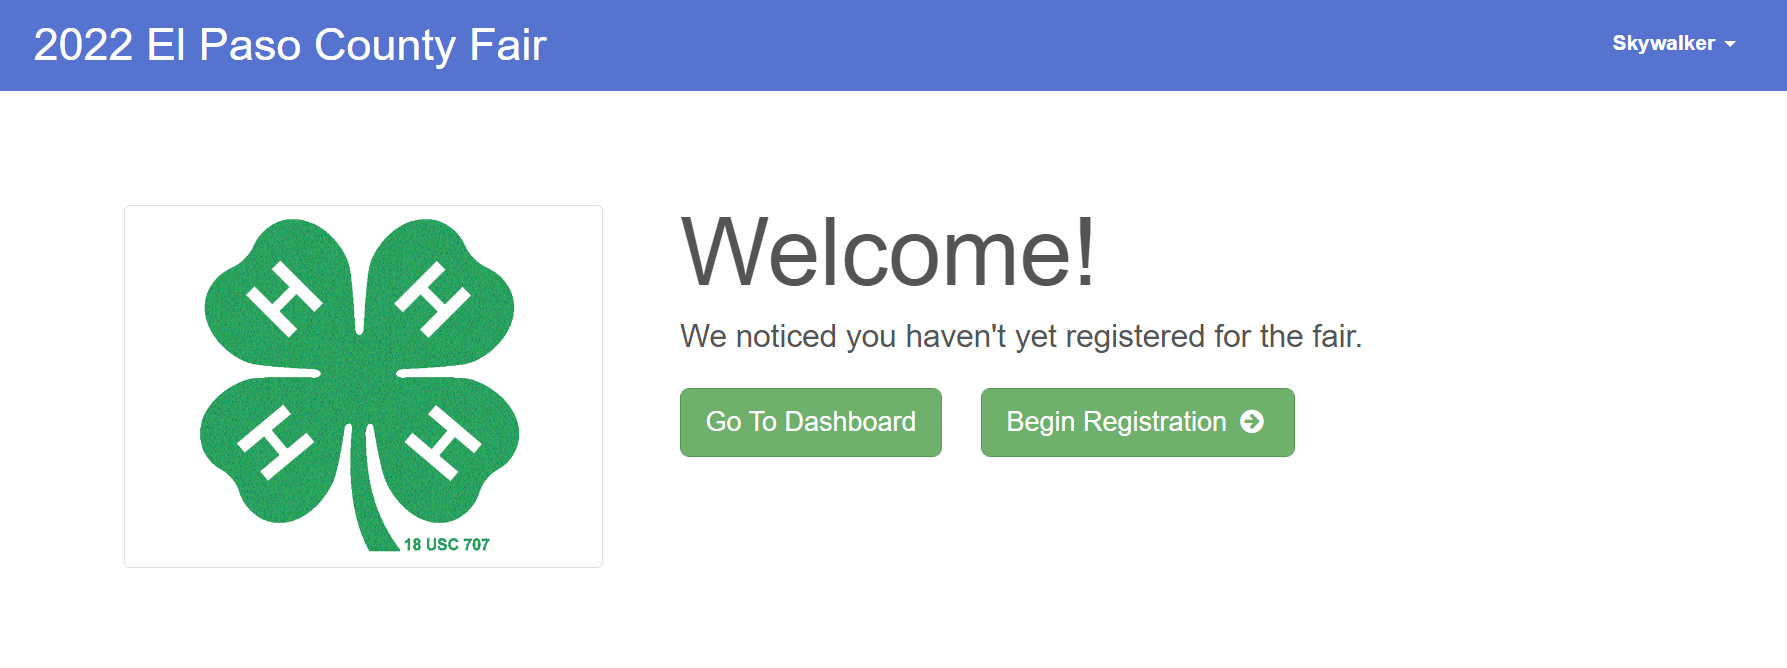 2022 El Paso County Fair
Skywalker
H H
H H
18 USC 707
Welcome!
We noticed you haven't yet registered for the fair.
Go To Dashboard
Begin Registration